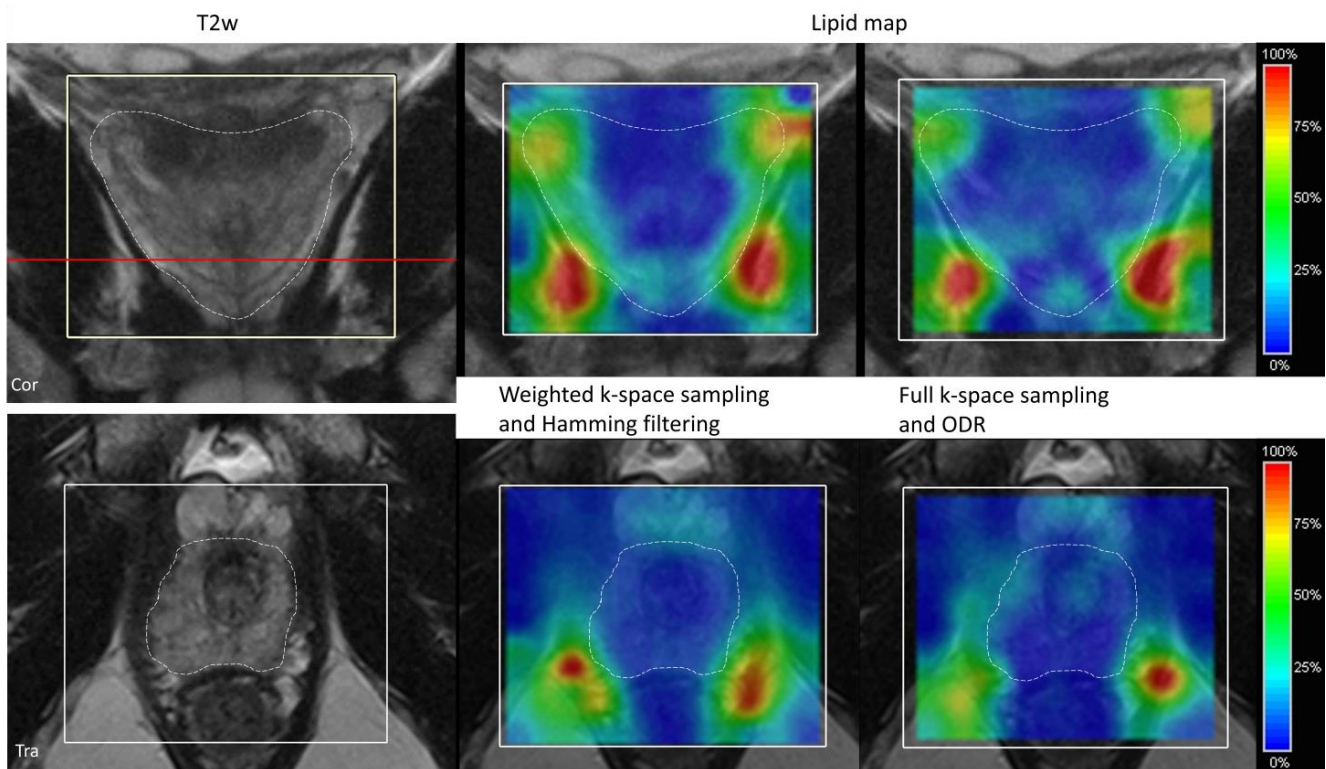 T2w
Lipid map
100%
75%
50%
25%
0%
Cor
Weighted k-space sampling
and Hamming filtering
Full k-space sampling
and ODR
100%
75%
50%
25%
0%
Tra